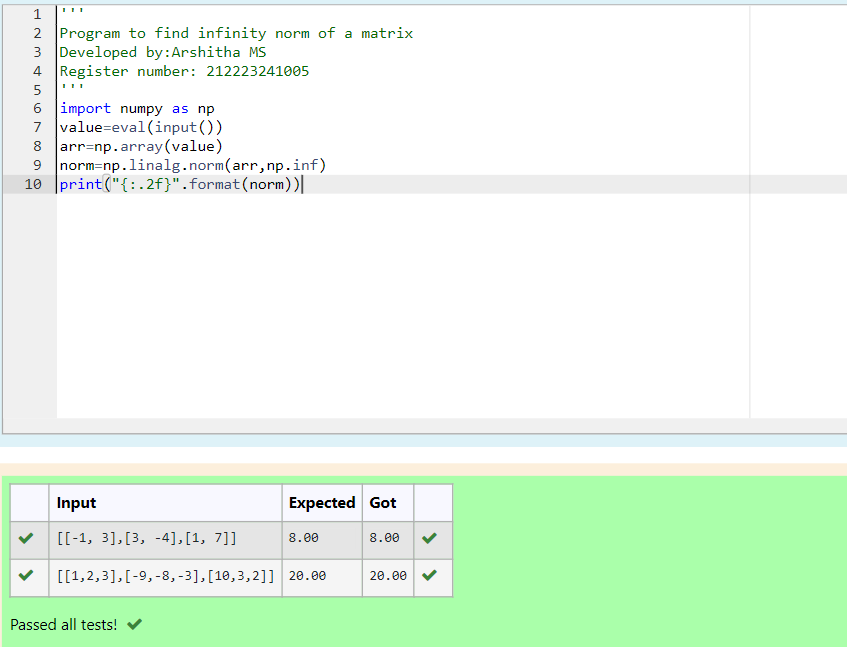 1 '''
2 Program to find infinity norm of a matrix
3 Developed by:Arshitha MS
4 Register number: 212223241005
5 '''
6 import numpy as np
7 value=eval(input())
8 arr=np.array(value)
9 norm=np.linalg.norm(arr,np.inf)
10 print("{:.2f}".format(norm))
Input Expected Got
[[-1, 3],[3, -4],[1, 7]] 8.00 8.00
[[1,2,3],[-9,-8,-3],[10,3,2]] 20.00 20.00
Passed all tests!